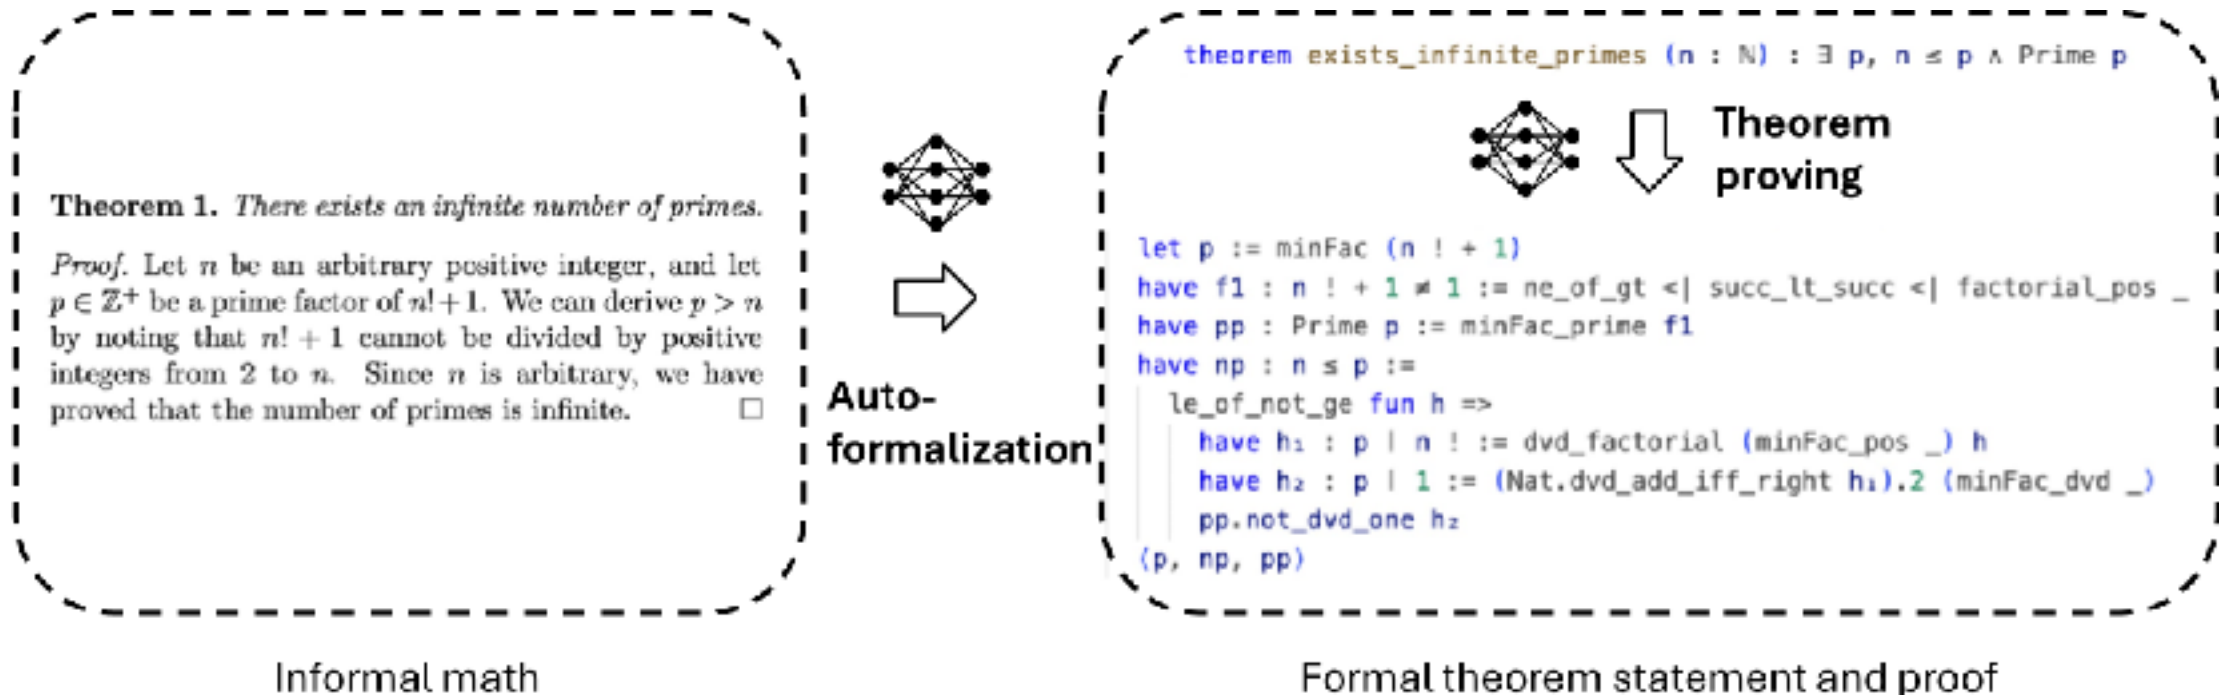 Theorem 1. There exists an infinite number of primes.
Proof. Let n be an arbitrary positive integer, and let
p ∈ ℤ⁺ be a prime factor of n! + 1. We can derive p > n
by noting that n! + 1 cannot be divided by positive
integers from 2 to n. Since n is arbitrary, we have
proved that the number of primes is infinite. □
Informal math
Auto-
formalization
theorem exists_infinite_primes (n : ℕ) : ∃ p, n ≤ p ∧ Prime p
Theorem
proving
let p := minFac (n ! + 1)
have f1 : n ! + 1 ≠ 1 := ne_of_gt <| succ_lt_succ <| factorial_pos _
have pp : Prime p := minFac_prime f1
have np : n ≤ p :=
le_of_not_ge fun h =>
have h₁ : p ∣ n ! := dvd_factorial (minFac_pos _) h
have h₂ : p ∣ 1 := (Nat.dvd_add_iff_right h₁).2 (minFac_dvd _)
pp.not_dvd_one h₂
⟨p, np, pp⟩
Formal theorem statement and proof